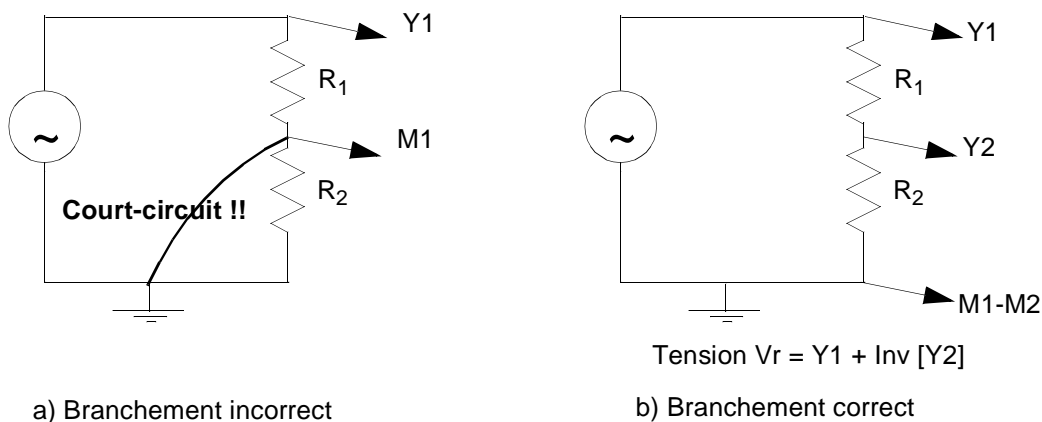 Y1
R1
M1
R2
Court-circuit !!
~
a) Branchement incorrect
Y1
R1
~
Y2
R2
M1-M2
Tension Vr = Y1 + Inv [Y2]
b) Branchement correct